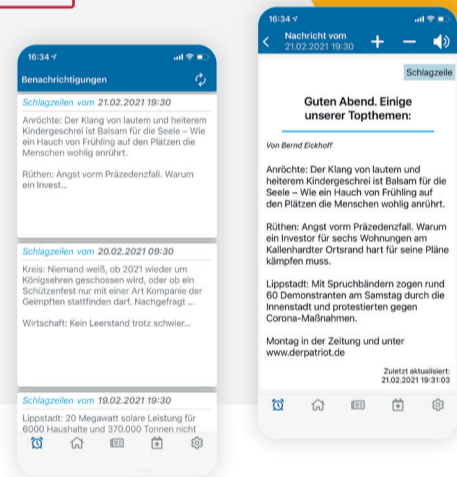 16:34
Benachrichtigungen
Schlagzeilen vom 21.02.2021 19:30
Anröchte: Der Klang von lautem und heiterem
Kindergeschrei ist Balsam für die Seele – Wie
ein Hauch von Frühling auf den Plätzen die
Menschen wohlig anrührt.
Rüthen: Angst vorm Präzedenzfall. Warum
ein Invest...
Schlagzeilen vom 20.02.2021 09:30
Kreis: Niemand weiß, ob 2021 wieder um
Königsehren geschossen wird, oder ob ein
Schützenfest nur mit einer Art Kompanie der
Geimpften stattfinden darf. Nachgefragt ...
Wirtschaft: Kein Leerstand trotz schwier...
Schlagzeilen vom 19.02.2021 19:30
Lippstadt: 20 Megawatt solare Leistung für
6000 Haushalte und 370.000 Tonnen nicht
16:34
Nachricht vom
21.02.2021 19:30
Schlagzeile
Guten Abend. Einige
unserer Topthemen:
Von Bernd Eickhoff
Anröchte: Der Klang von lautem und
heiterem Kindergeschrei ist Balsam für die
Seele – Wie ein Hauch von Frühling auf
den Plätzen die Menschen wohlig anrührt.
Rüthen: Angst vorm Präzedenzfall. Warum
ein Investor für sechs Wohnungen am
Kallenhardter Ortsrand hart für seine Pläne
kämpfen muss.
Lippstadt: Mit Spruchbändern zogen rund
60 Demonstranten am Samstag durch die
Innenstadt und protestierten gegen
Corona-Maßnahmen.
Montag in der Zeitung und unter
www.derpatriot.de
Zuletzt aktualisiert:
21.02.2021 19:31:03